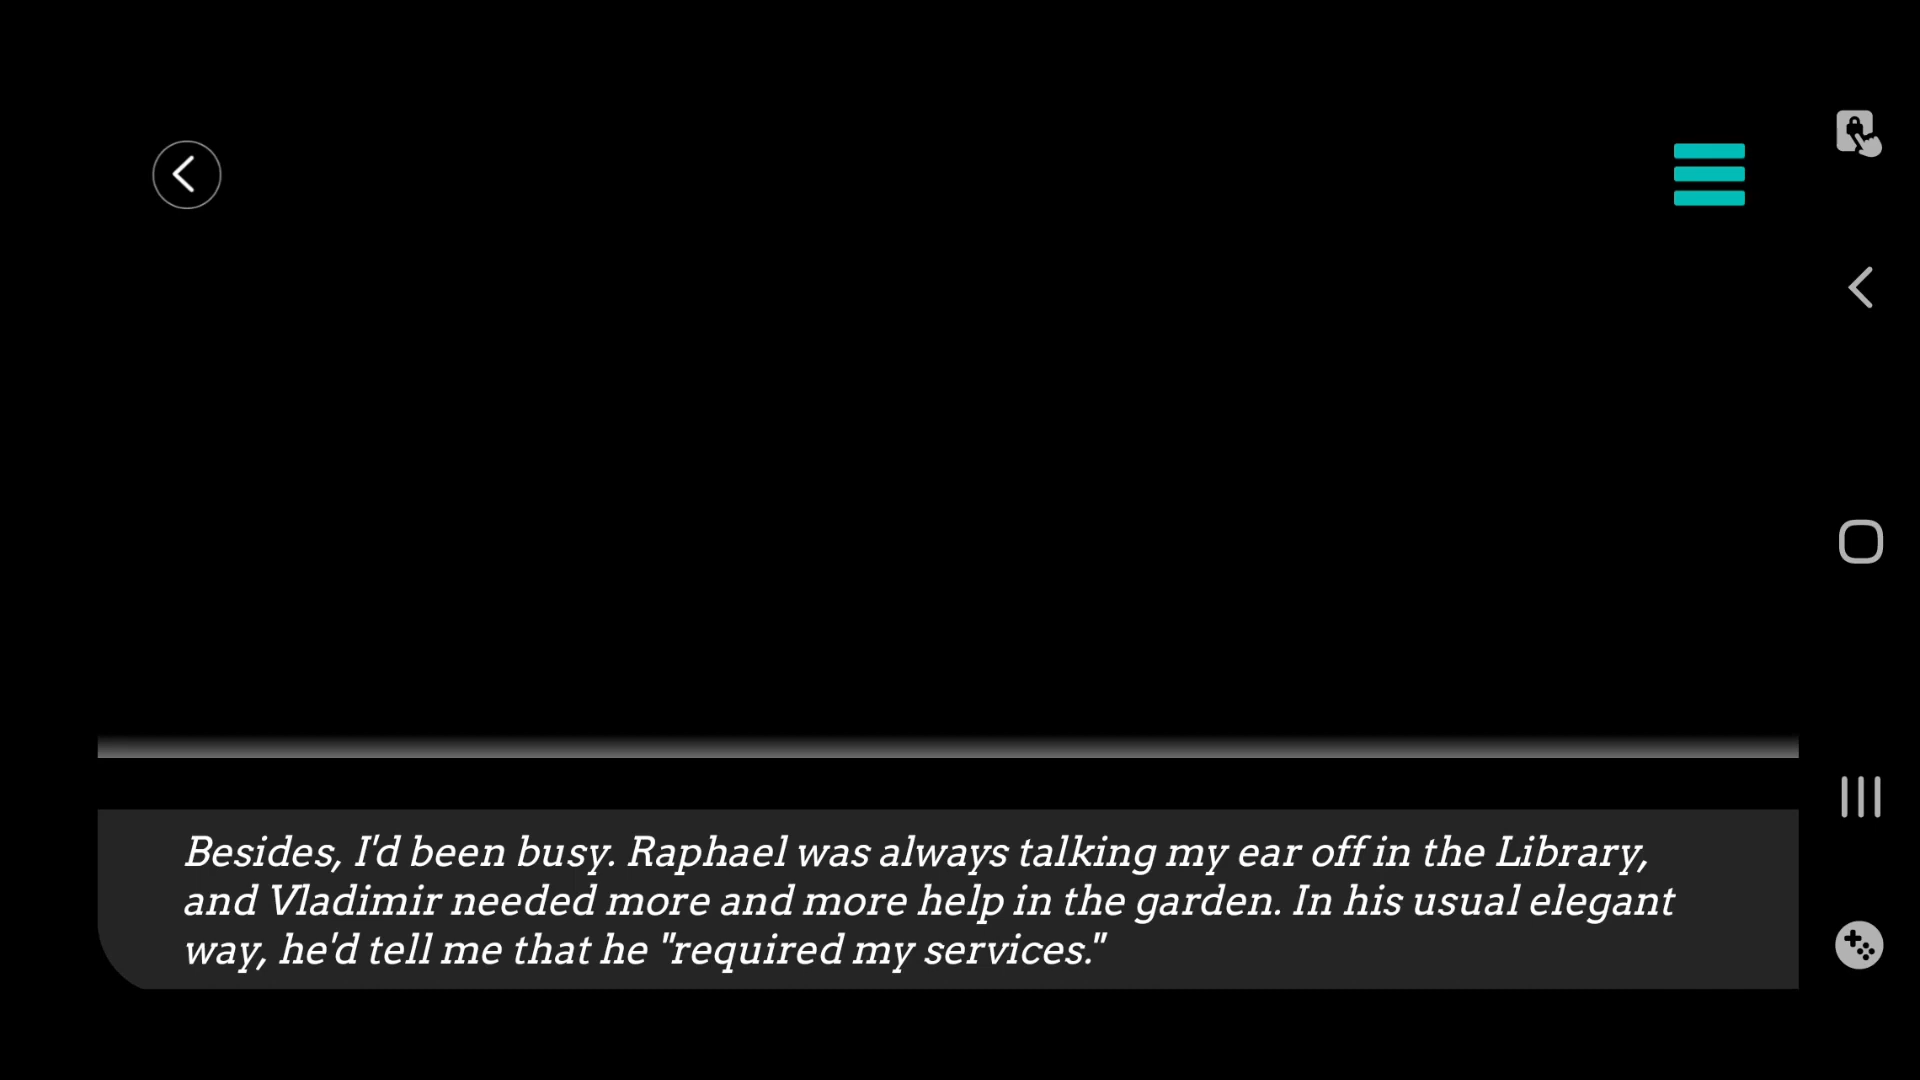 Besides, I'd been busy. Raphael was always talking my ear off in the Library,
and Vladimir needed more and more help in the garden. In his usual elegant
way, he'd tell me that he "required my services."